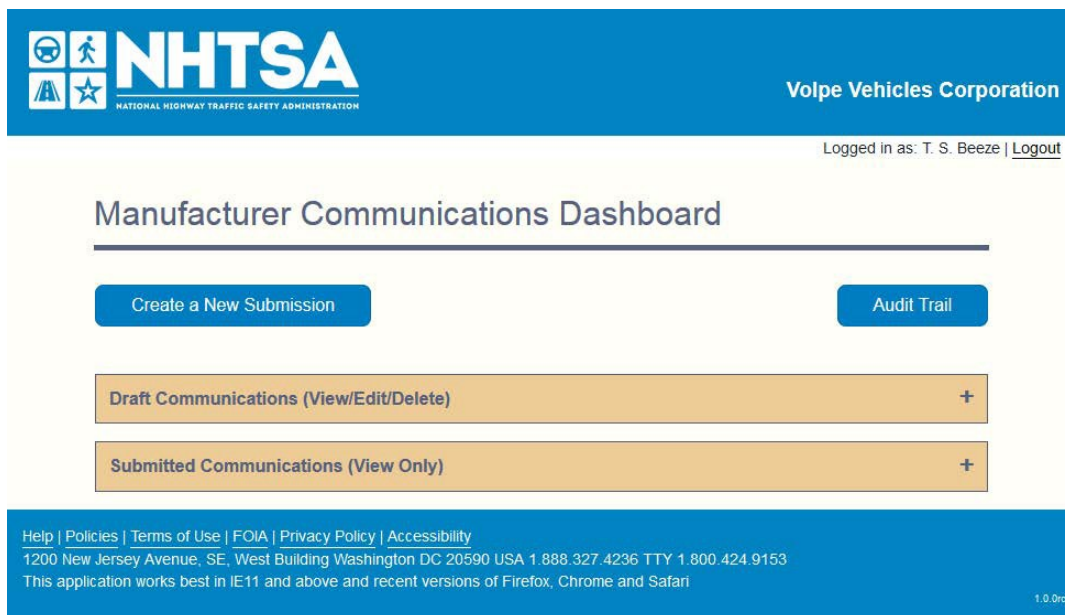 NHTSA
NATIONAL HIGHWAY TRAFFIC SAFETY ADMINISTRATION
Volpe Vehicles Corporation
Logged in as: T. S. Beeze | Logout
Manufacturer Communications Dashboard
Create a New Submission
Audit Trail
Draft Communications (View/Edit/Delete) +
Submitted Communications (View Only) +
Help | Policies | Terms of Use | FOIA | Privacy Policy | Accessibility
1200 New Jersey Avenue, SE, West Building Washington DC 20590 USA 1.888.327.4236 TTY 1.800.424.9153
This application works best in IE11 and above and recent versions of Firefox, Chrome and Safari